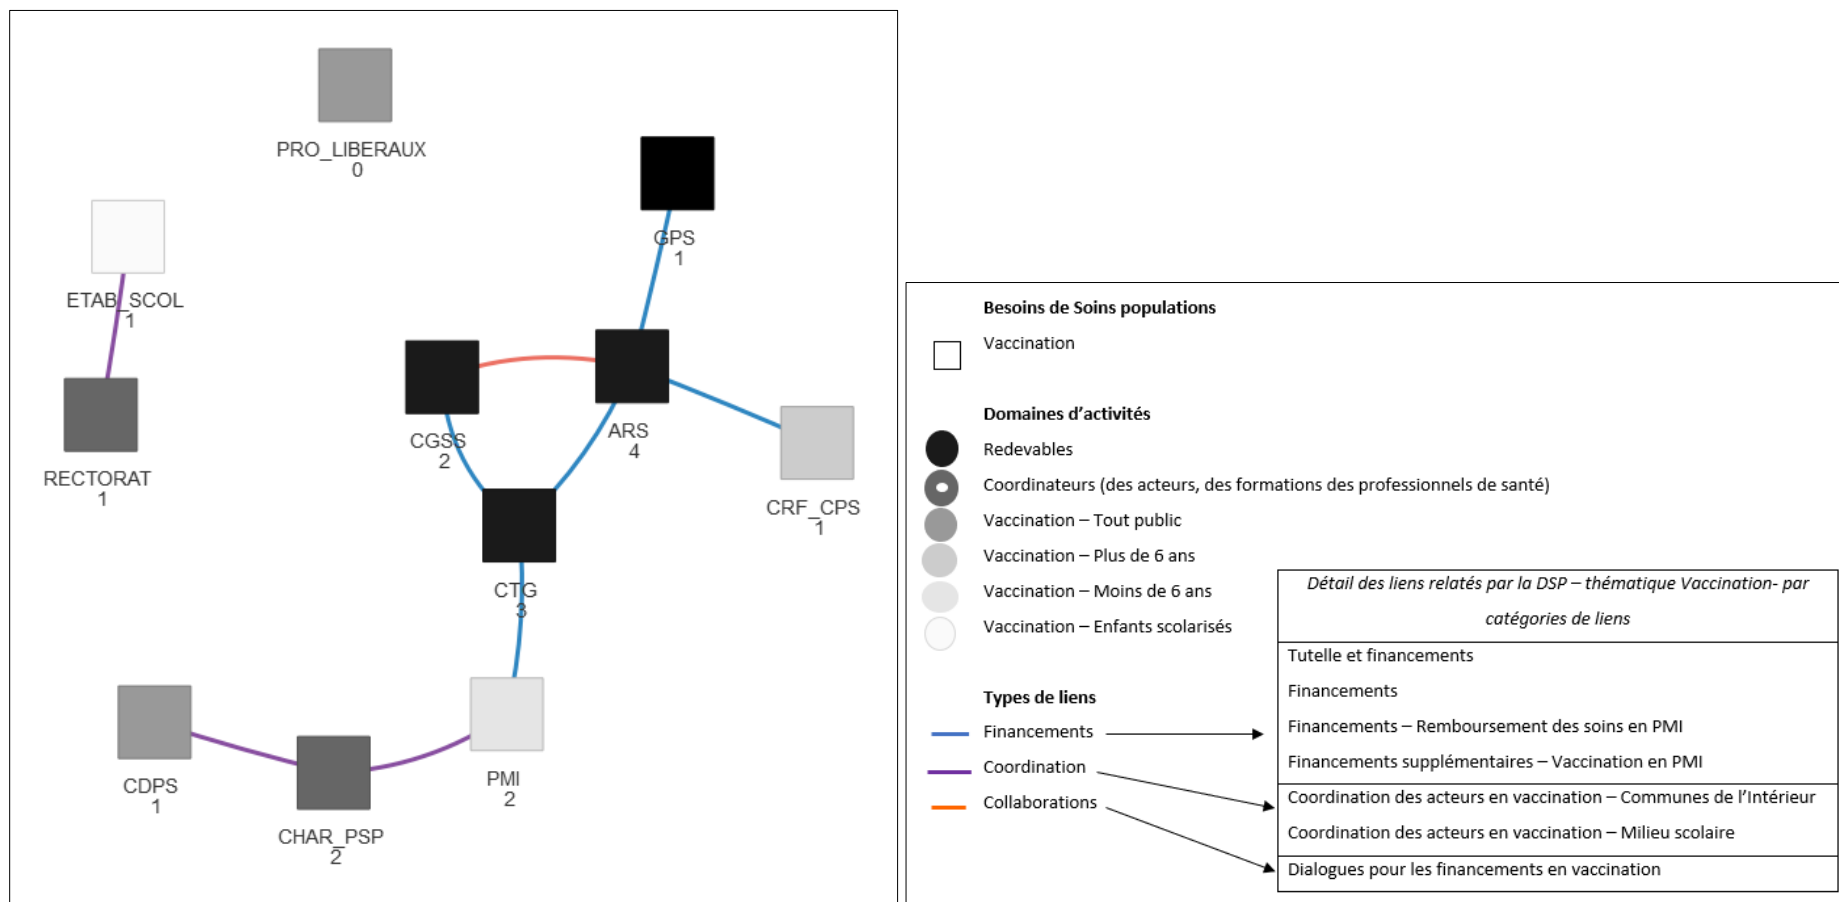 PRO_LIBERAUX
0
GPS
1
ETAB_SCOL
1
CGSS
2
ARS
4
RECTORAT
1
CRF_CPS
1
CTG
3
CDPS
1
PMI
2
CHAR_PSP
2
Besoins de Soins populations
Vaccination
Domaines d’activités
Redevables
Coordinateurs (des acteurs, des formations des professionnels de santé)
Vaccination – Tout public
Vaccination – Plus de 6 ans
Vaccination – Moins de 6 ans
Vaccination – Enfants scolarisés
Types de liens
Financements
Coordination
Collaborations
Détail des liens relatés par la DSP – thématique Vaccination- par
catégories de liens
Tutelle et financements
Financements
Financements – Remboursement des soins en PMI
Financements supplémentaires – Vaccination en PMI
Coordination des acteurs en vaccination – Communes de l’Intérieur
Coordination des acteurs en vaccination – Milieu scolaire
Dialogues pour les financements en vaccination